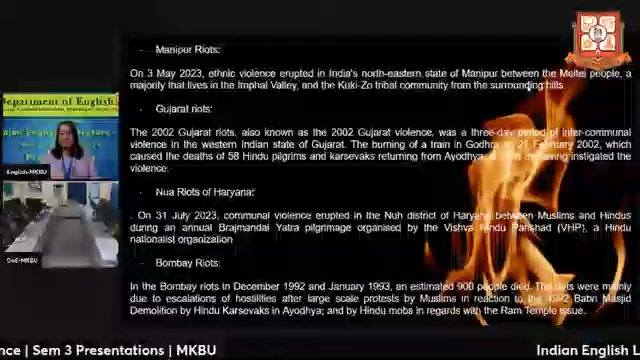 - Manipur Riots:
On 3 May 2023, ethnic violence erupted in India's north-eastern state of Manipur between the Meitei people, a
majority that lives in the Imphal Valley, and the Kuki-Zo tribal community from the surrounding hills.
- Gujarat riots:
The 2002 Gujarat riots, also known as the 2002 Gujarat violence, was a three-day period of inter-communal
violence in the western Indian state of Gujarat. The burning of a train in Godhra on 27 February 2002, which
caused the deaths of 58 Hindu pilgrims and karsevaks returning from Ayodhya, having instigated the
violence.
- Nua Riots of Haryana:
. On 31 July 2023, communal violence erupted in the Nuh district of Haryana between Muslims and Hindus
during an annual Brajmandal Yatra pilgrimage organised by the Vishva Hindu Parishad (VHP), a Hindu
nationalist organization
- Bombay Riots:
In the Bombay riots in December 1992 and January 1993, an estimated 900 people died. The riots were mainly
due to escalations of hostilities after large scale protests by Muslims in reaction to the 1992 Babri Masjid
Demolition by Hindu Karsevaks in Ayodhya; and by Hindu mobs in regards with the Ram Temple issue.
Department of English
English-MKBU
DoE-MKBU
nce | Sem 3 Presentations | MKBU
Indian English L